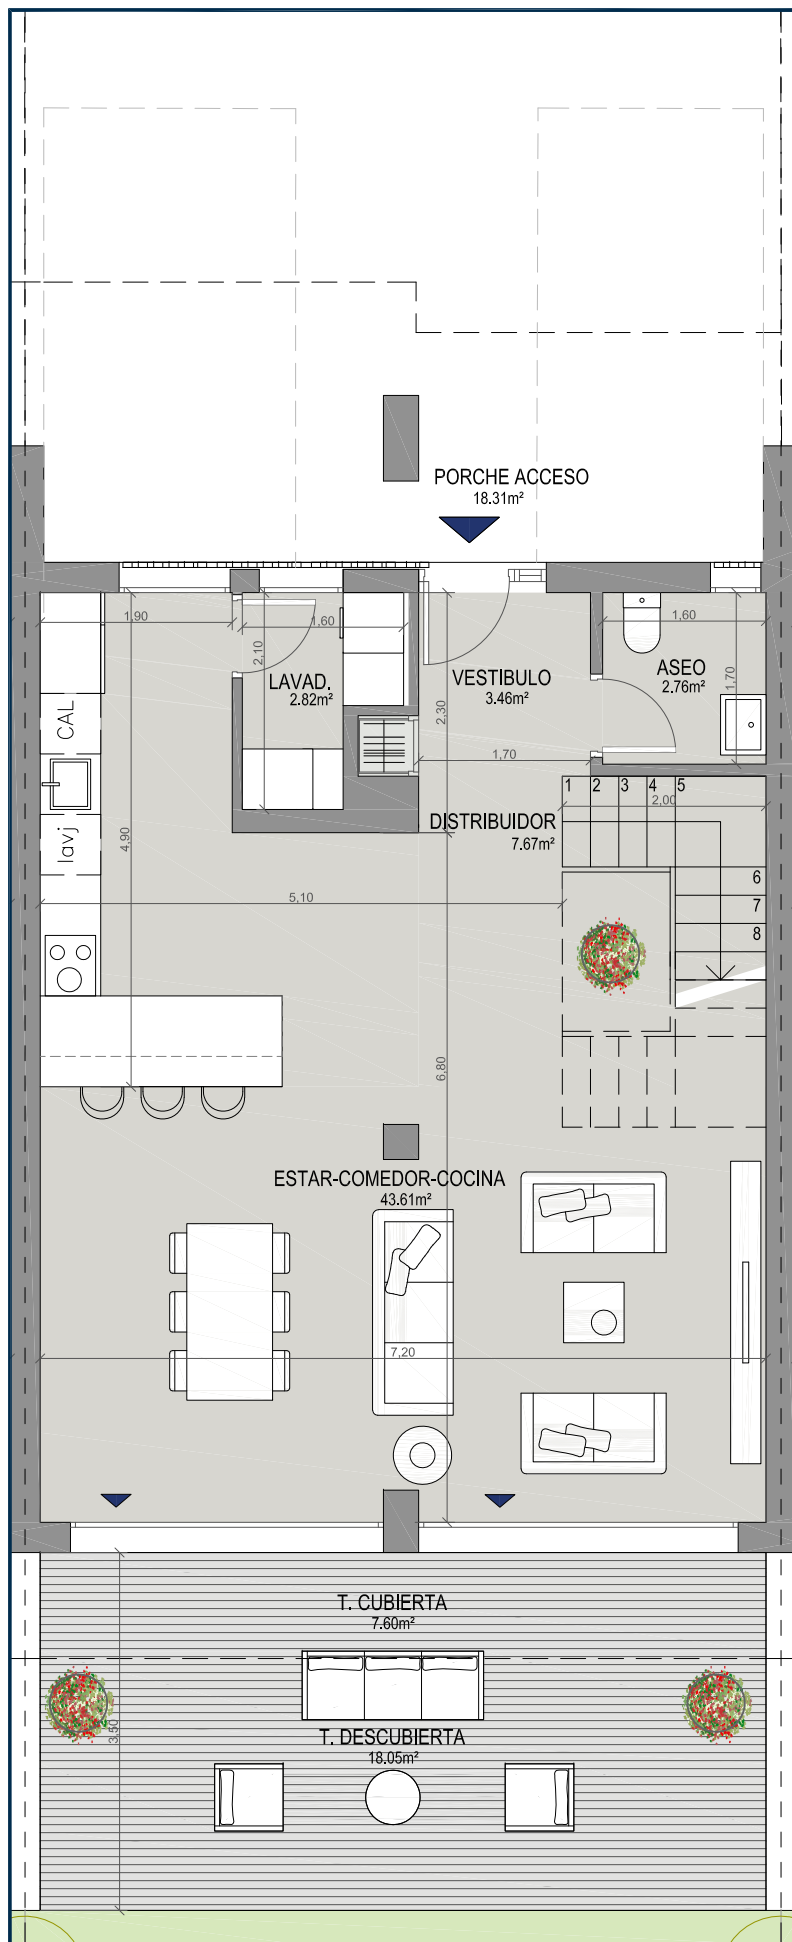 PORCHE ACCESO
18.31m²
1,90
1,60
2,10
LAVAD.
2.82m²
VESTIBULO
3.46m²
2,30
1,60
ASEO
2.76m²
1,70
CAL
1,70
1
2
3
4
5
2,00
DISTRIBUIDOR
7.67m²
lavj
4,90
6
7
8
5,10
6.80
ESTAR-COMEDOR-COCINA
43.61m²
7,20
T. CUBIERTA
7.60m²
3.50
T. DESCUBIERTA
18.05m²